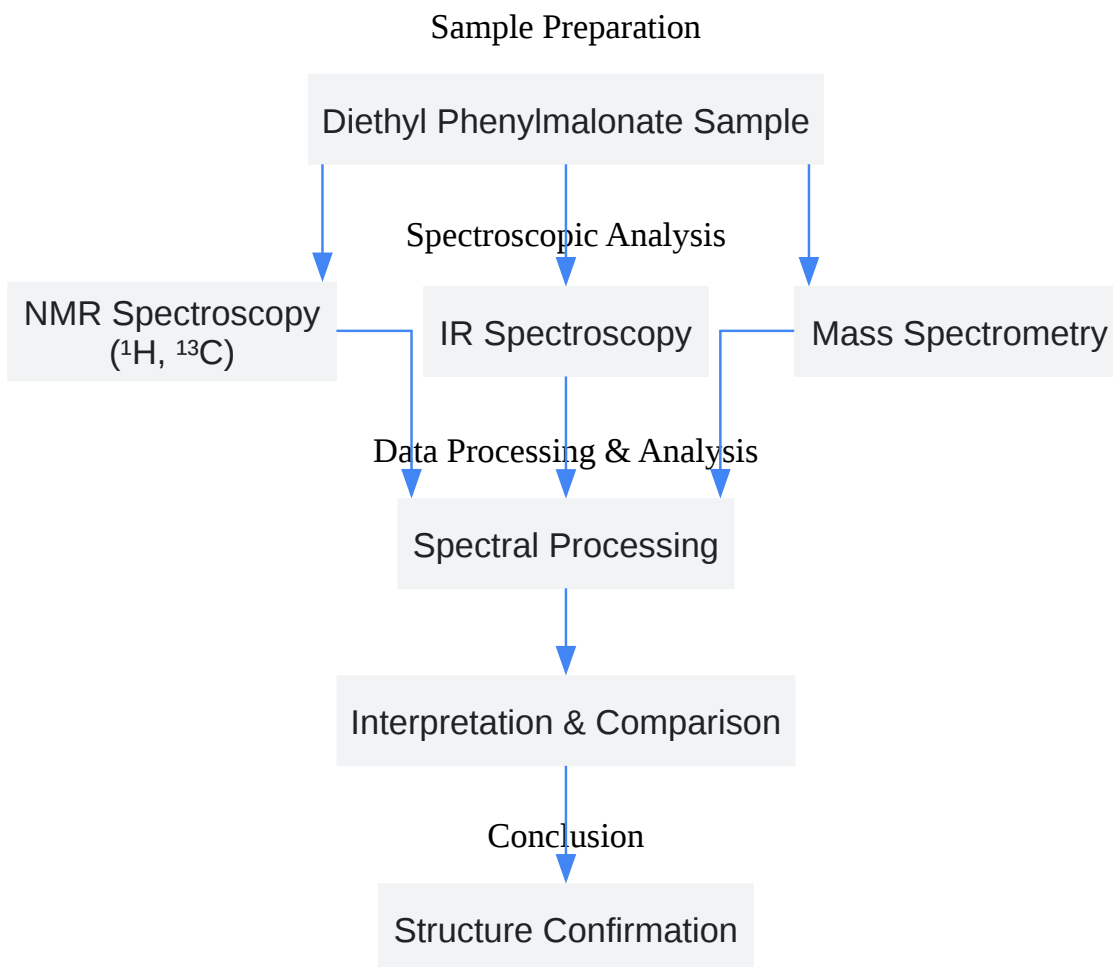 Sample Preparation
Diethyl Phenylmalonate Sample
Spectroscopic Analysis
NMR Spectroscopy
(¹H, ¹³C)
IR Spectroscopy
Mass Spectrometry
Data Processing & Analysis
Spectral Processing
Interpretation & Comparison
Conclusion
Structure Confirmation